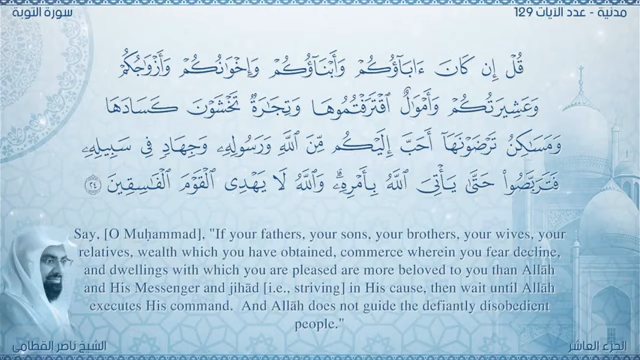 مدنية - عدد الآيات 129
سورة التوبة
قُلْ إِن كَانَ ءَابَآؤُكُمْ وَأَبْنَآؤُكُمْ وَإِخْوَٰنُكُمْ وَأَزْوَٰجُكُمْ
وَعَشِيرَتُكُمْ وَأَمْوَٰلٌ ٱقْتَرَفْتُمُوهَا وَتِجَٰرَةٌ تَخْشَوْنَ كَسَادَهَا
وَمَسَٰكِنُ تَرْضَوْنَهَآ أَحَبَّ إِلَيْكُم مِّنَ ٱللَّهِ وَرَسُولِهِۦ وَجِهَادٍ فِى سَبِيلِهِۦ
فَتَرَبَّصُوا۟ حَتَّىٰ يَأْتِىَ ٱللَّهُ بِأَمْرِهِۦ ۗ وَٱللَّهُ لَا يَهْدِى ٱلْقَوْمَ ٱلْفَٰسِقِينَ ٢٤
Say, [O Muḥammad], "If your fathers, your sons, your brothers, your wives, your
relatives, wealth which you have obtained, commerce wherein you fear decline,
and dwellings with which you are pleased are more beloved to you than Allāh
and His Messenger and jihād [i.e., striving] in His cause, then wait until Allāh
executes His command. And Allāh does not guide the defiantly disobedient
people."
الجزء العاشر
الشيخ ناصر القطامي